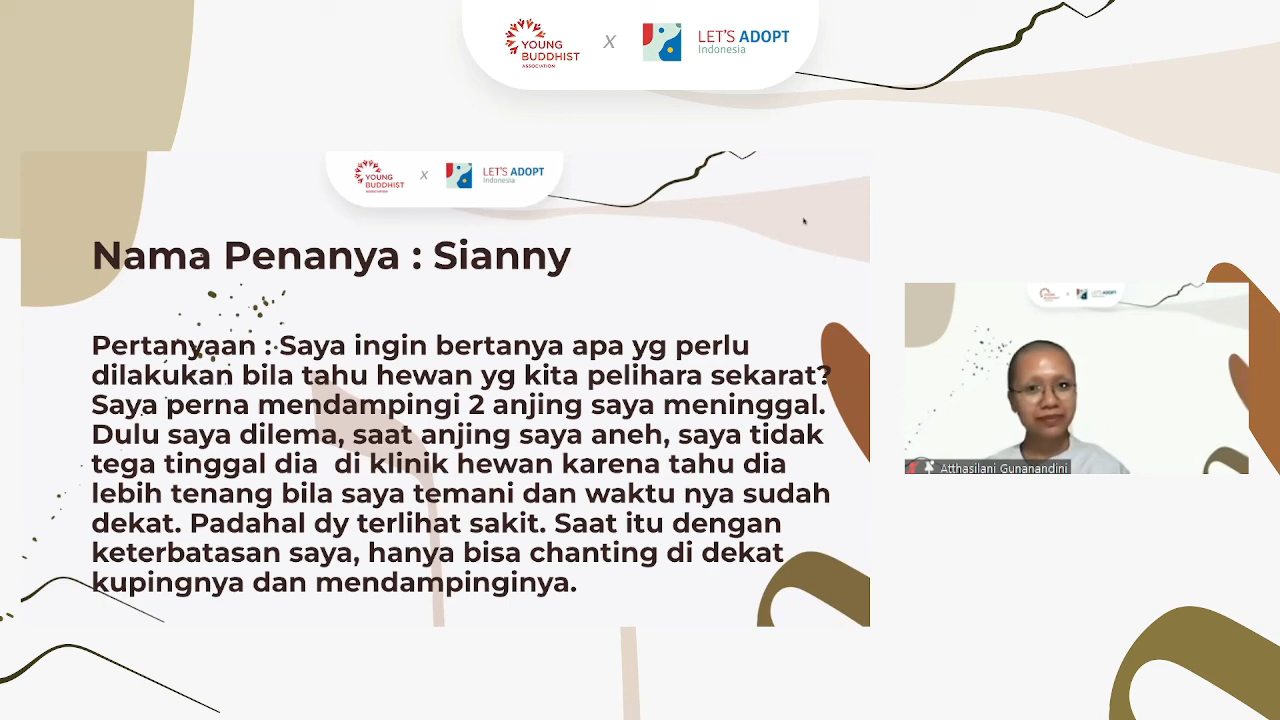 YOUNG
BUDDHIST
ASSOCIATION
X
LET'S ADOPT
Indonesia
YOUNG
BUDDHIST
ASSOCIATION
X
LET'S ADOPT
Indonesia
Nama Penanya : Sianny
Pertanyaan : Saya ingin bertanya apa yg perlu
dilakukan bila tahu hewan yg kita pelihara sekarat?
Saya perna mendampingi 2 anjing saya meninggal.
Dulu saya dilema, saat anjing saya aneh, saya tidak
tega tinggal dia di klinik hewan karena tahu dia
lebih tenang bila saya temani dan waktu nya sudah
dekat. Padahal dy terlihat sakit. Saat itu dengan
keterbatasan saya, hanya bisa chanting di dekat
kupingnya dan mendampinginya.
LET'S ADOPT
Atthasilani Gunanandini